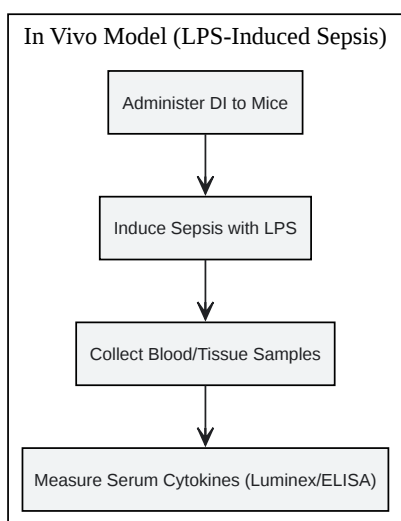 In Vivo Model (LPS-Induced Sepsis)
Administer DI to Mice
Induce Sepsis with LPS
Collect Blood/Tissue Samples
Measure Serum Cytokines (Luminex/ELISA)